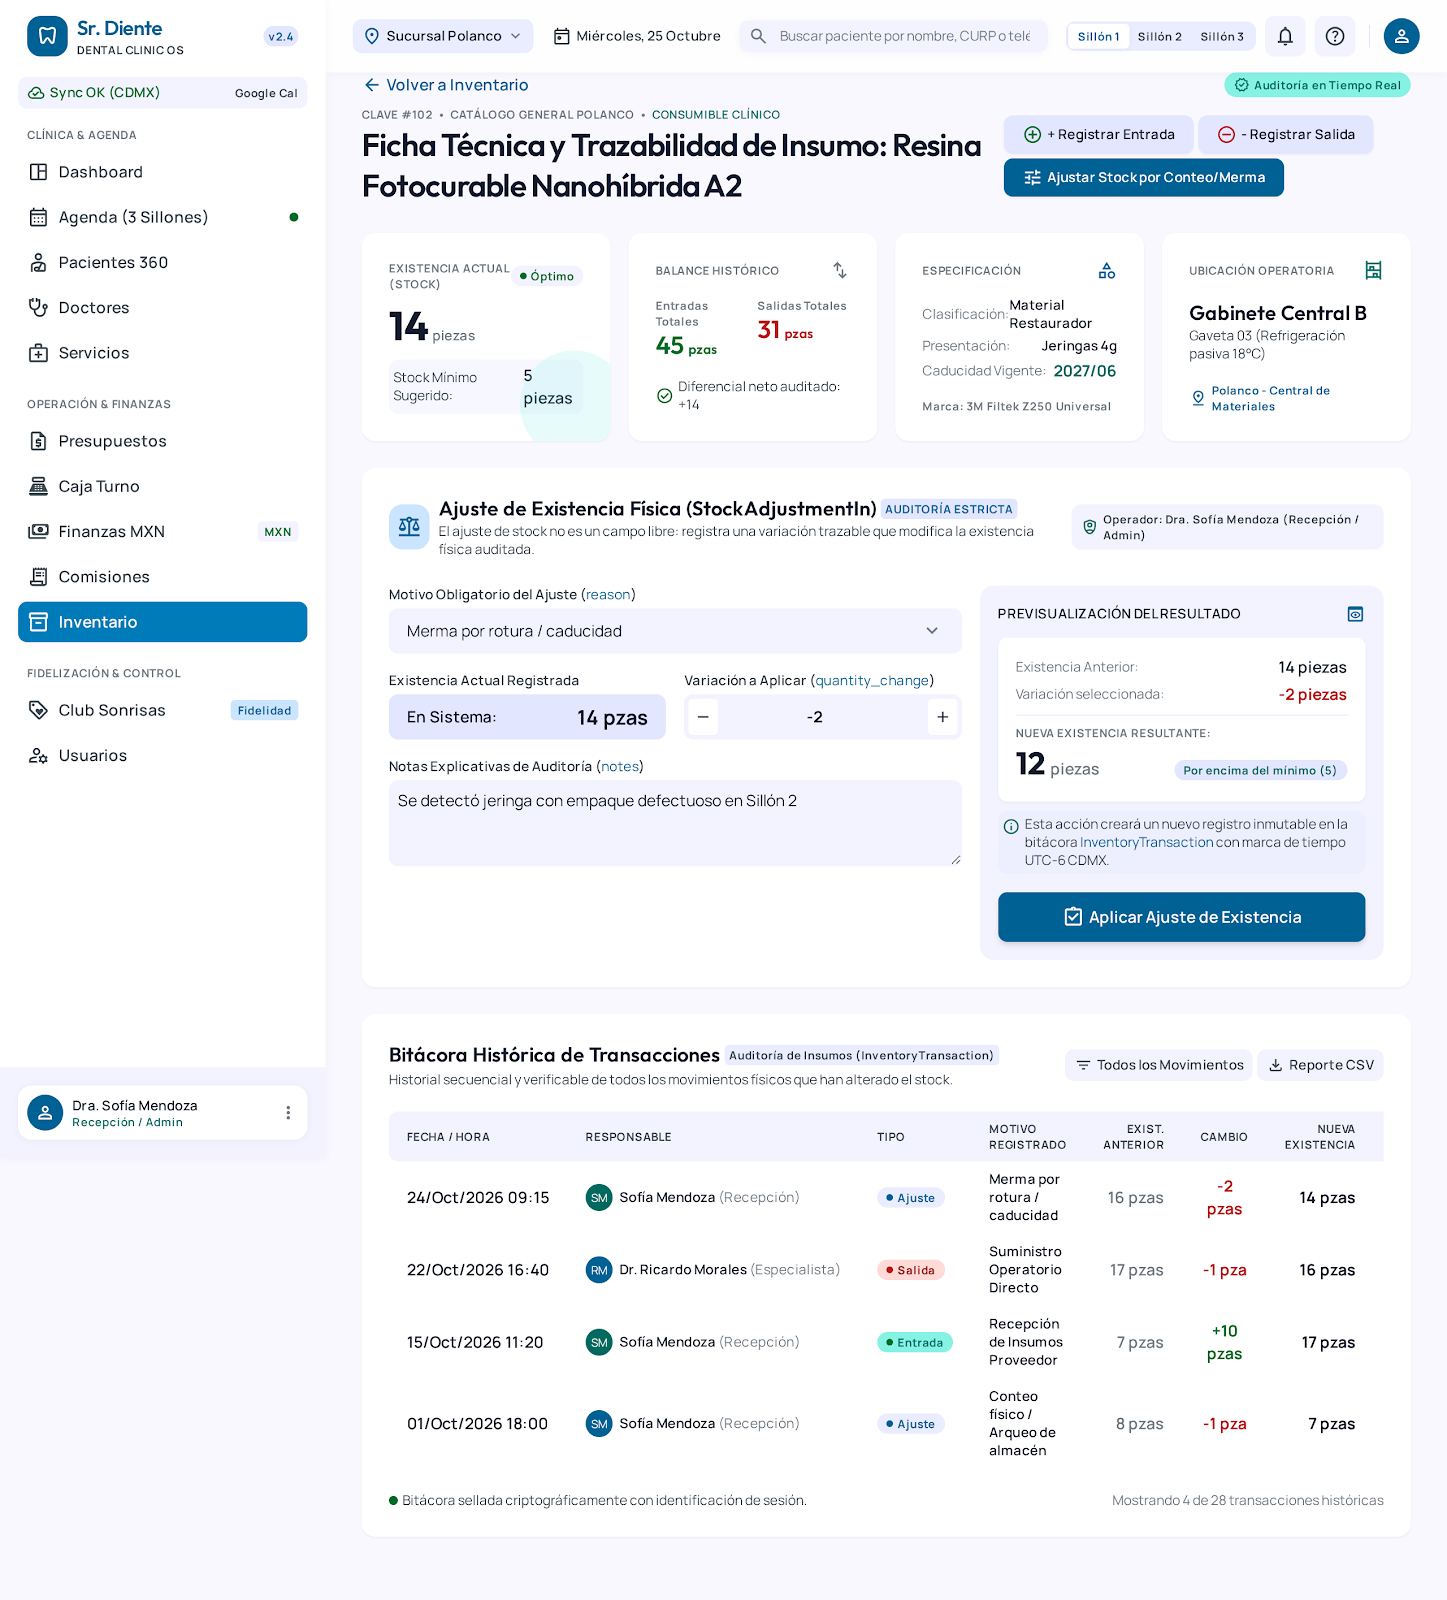 Sr. Diente
DENTAL CLINIC OS
v2.4
Sync OK (CDMX)
Google Cal
CLÍNICA & AGENDA
Dashboard
Agenda (3 Sillones)
Pacientes 360
Doctores
Servicios
OPERACIÓN & FINANZAS
Presupuestos
Caja Turno
Finanzas MXN
MXN
Comisiones
Inventario
FIDELIZACIÓN & CONTROL
Club Sonrisas
Fidelidad
Usuarios
Dra. Sofía Mendoza
Recepción / Admin
Sucursal Polanco
Miércoles, 25 Octubre
Buscar paciente por nombre, CURP o telé
Sillón 1
Sillón 2
Sillón 3
Volver a Inventario
Auditoría en Tiempo Real
CLAVE #102 • CATÁLOGO GENERAL POLANCO • CONSUMIBLE CLÍNICO
Ficha Técnica y Trazabilidad de Insumo: Resina
Fotocurable Nanohíbrida A2
+ Registrar Entrada
- Registrar Salida
Ajustar Stock por Conteo/Merma
EXISTENCIA ACTUAL
(STOCK)
Óptimo
14 piezas
Stock Mínimo
Sugerido:
5
piezas
BALANCE HISTÓRICO
Entradas
Totales
45 pzas
Salidas Totales
31 pzas
Diferencial neto auditado:
+14
ESPECIFICACIÓN
Clasificación:
Material
Restaurador
Presentación:
Jeringas 4g
Caducidad Vigente:
2027/06
Marca: 3M Filtek Z250 Universal
UBICACIÓN OPERATORIA
Gabinete Central B
Gaveta 03 (Refrigeración
pasiva 18°C)
Polanco - Central de
Materiales
Ajuste de Existencia Física (StockAdjustmentIn)
AUDITORÍA ESTRICTA
El ajuste de stock no es un campo libre: registra una variación trazable que modifica la existencia
física auditada.
Operador: Dra. Sofía Mendoza (Recepción /
Admin)
Motivo Obligatorio del Ajuste (reason)
Merma por rotura / caducidad
Existencia Actual Registrada
En Sistema:
14 pzas
Variación a Aplicar (quantity_change)
-2
Notas Explicativas de Auditoría (notes)
Se detectó jeringa con empaque defectuoso en Sillón 2
PREVISUALIZACIÓN DEL RESULTADO
Existencia Anterior:
14 piezas
Variación seleccionada:
-2 piezas
NUEVA EXISTENCIA RESULTANTE:
12 piezas
Por encima del mínimo (5)
Esta acción creará un nuevo registro inmutable en la
bitácora InventoryTransaction con marca de tiempo
UTC-6 CDMX.
Aplicar Ajuste de Existencia
Bitácora Histórica de Transacciones
Auditoría de Insumos (InventoryTransaction)
Historial secuencial y verificable de todos los movimientos físicos que han alterado el stock.
Todos los Movimientos
Reporte CSV
FECHA / HORA
RESPONSABLE
TIPO
MOTIVO
REGISTRADO
EXIST.
ANTERIOR
CAMBIO
NUEVA
EXISTENCIA
24/Oct/2026 09:15
SM
Sofía Mendoza (Recepción)
Ajuste
Merma por
rotura /
caducidad
16 pzas
-2
pzas
14 pzas
22/Oct/2026 16:40
RM
Dr. Ricardo Morales (Especialista)
Salida
Suministro
Operatorio
Directo
17 pzas
-1 pza
16 pzas
15/Oct/2026 11:20
SM
Sofía Mendoza (Recepción)
Entrada
Recepción
de Insumos
Proveedor
7 pzas
+10
pzas
17 pzas
01/Oct/2026 18:00
SM
Sofía Mendoza (Recepción)
Ajuste
Conteo
físico /
Arqueo de
almacén
8 pzas
-1 pza
7 pzas
Bitácora sellada criptográficamente con identificación de sesión.
Mostrando 4 de 28 transacciones históricas